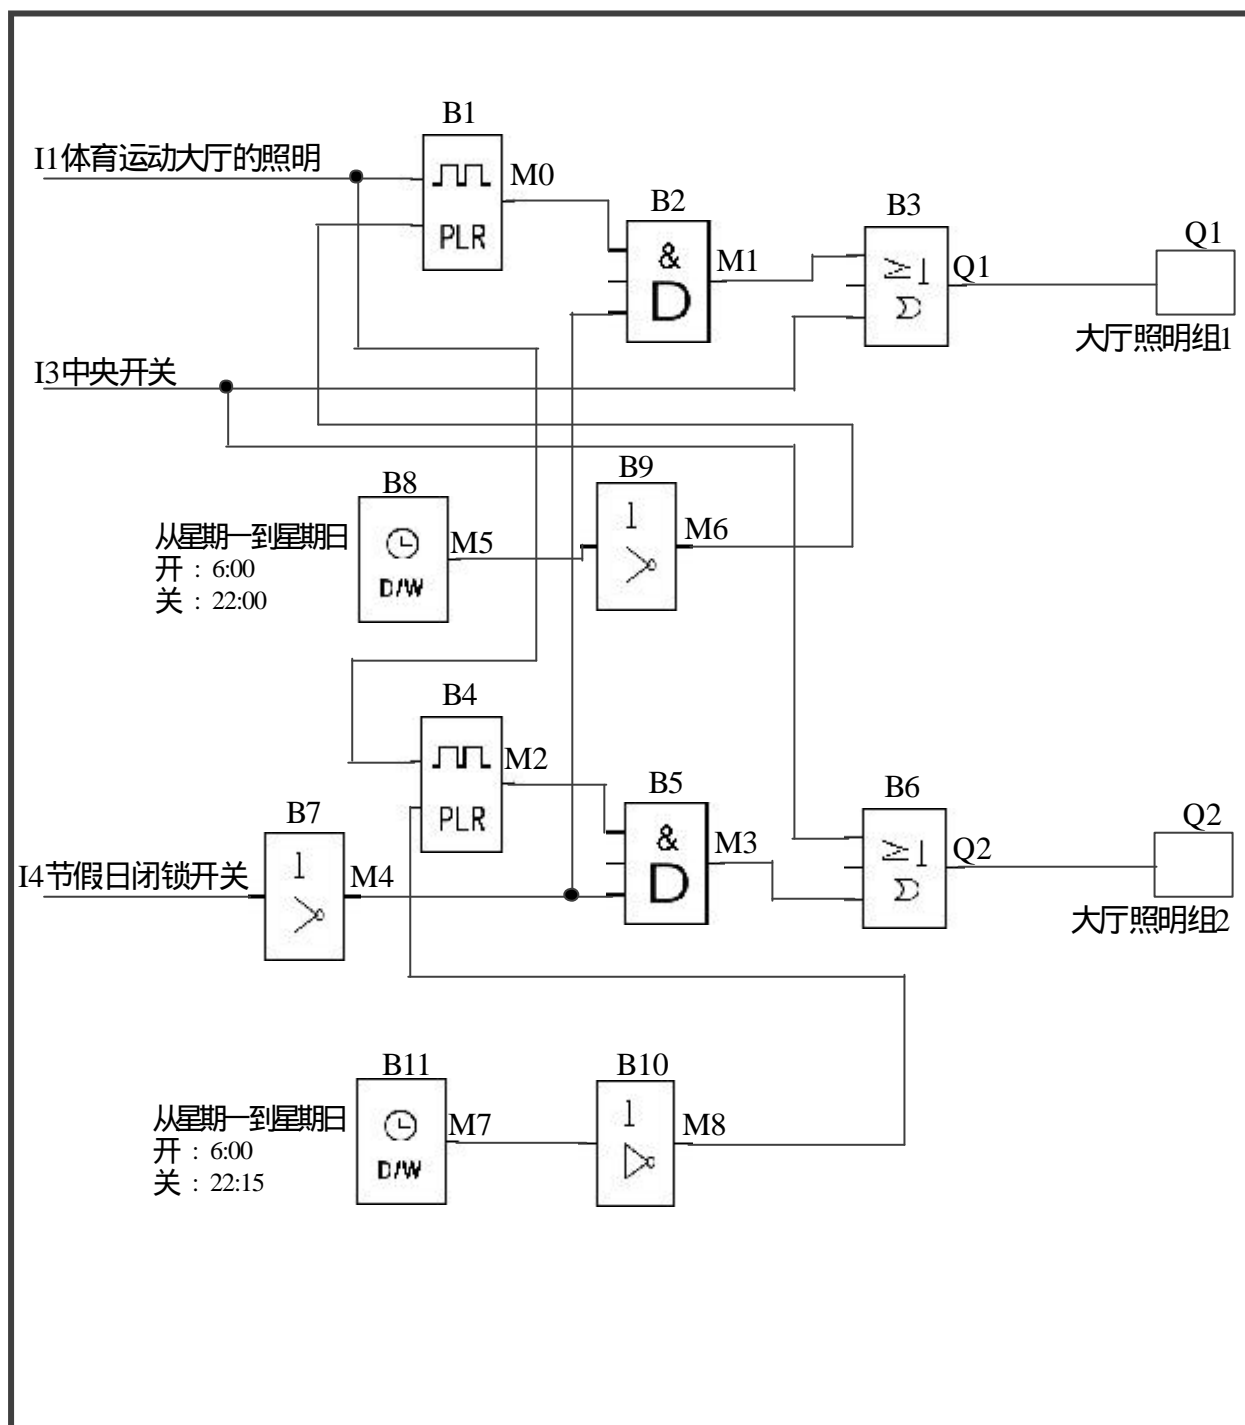 B1
I1体育运动大厅的照明
M0
PLR
B2
&
D
M1
B3
≥1
Q1
Q1
大厅照明组1
I3中央开关
B8
从星期一到星期日
开：6:00
关：22:00
D/W
M5
B9
1
M6
B4
M2
PLR
B5
&
D
M3
B6
≥1
Q2
Q2
大厅照明组2
B7
1
I4节假日闭锁开关
M4
B11
从星期一到星期日
开：6:00
关：22:15
D/W
M7
B10
1
M8